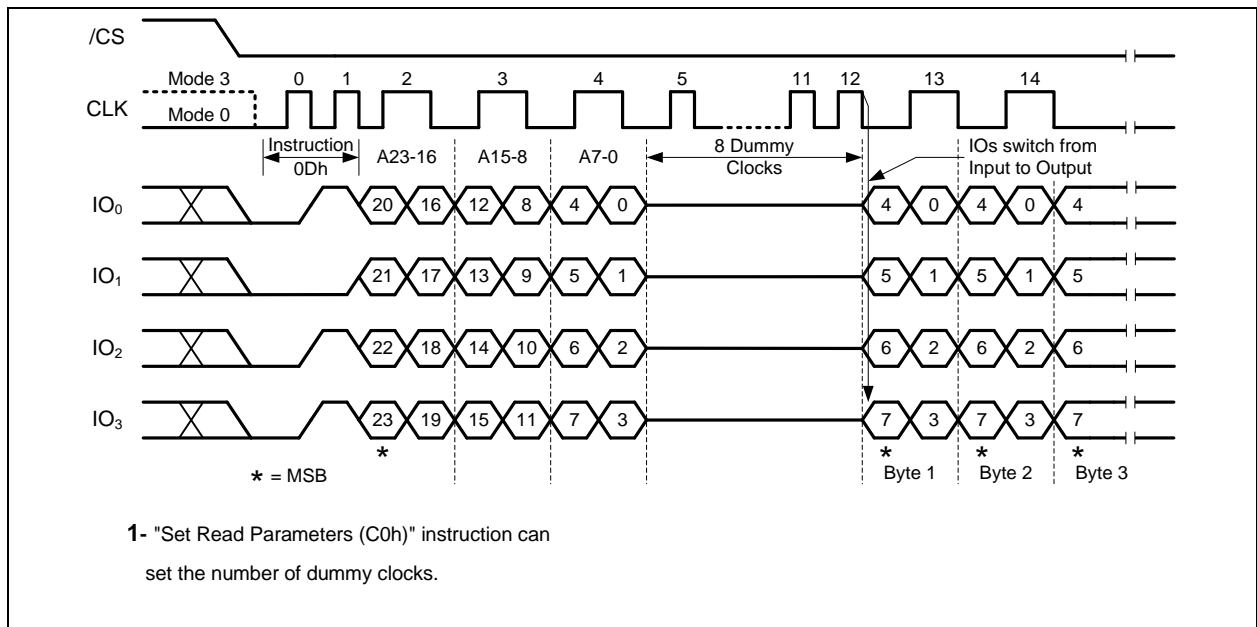 /CS
Mode 3 0 1 2 3 4 5 11 12 13 14
CLK Mode 0
Instruction 0Dh A23-16 A15-8 A7-0 8 Dummy Clocks IOs switch from Input to Output
IO₀ 20 16 12 8 4 0 4 0 4 0 4
IO₁ 21 17 13 9 5 1 5 1 5 1 5
IO₂ 22 18 14 10 6 2 6 2 6 2 6
IO₃ 23 19 15 11 7 3 7 3 7 3 7
* * * *
* = MSB Byte 1 Byte 2 Byte 3
1- "Set Read Parameters (C0h)" instruction can
set the number of dummy clocks.